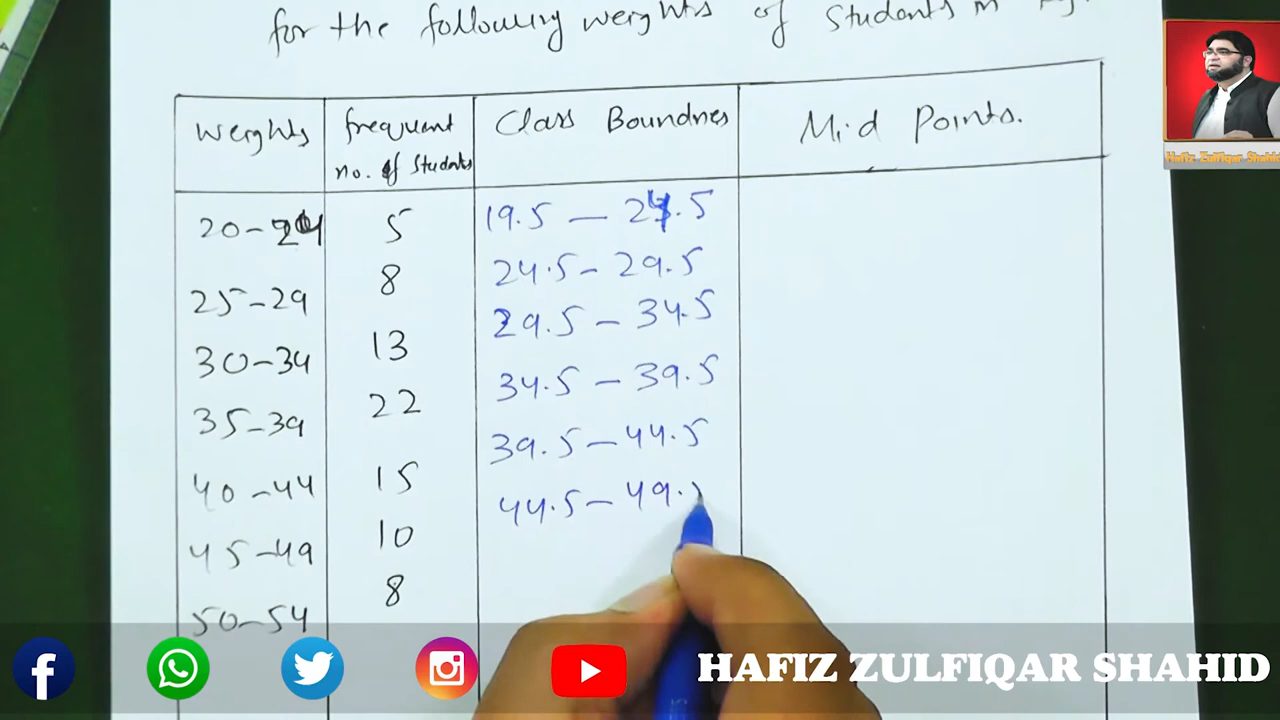 for the following weights of Students in Kg.
Weights frequent Class Boundries Mid Points.
no. of Students
20-24 5 19.5 — 24.5
25-29 8 24.5 - 29.5
30-34 13 29.5 - 34.5
35-39 22 34.5 - 39.5
40-44 15 39.5 - 44.5
45-49 10 44.5 - 49.
50-54 8
Hafiz Zulfiqar Shahid
HAFIZ ZULFIQAR SHAHID